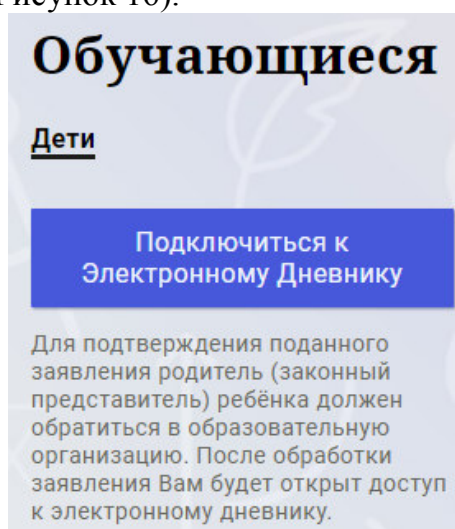 исунок 16).
Обучающиеся
Дети
Подключиться к
Электронному Дневнику
Для подтверждения поданного
заявления родитель (законный
представитель) ребёнка должен
обратиться в образовательную
организацию. После обработки
заявления Вам будет открыт доступ
к электронному дневнику.